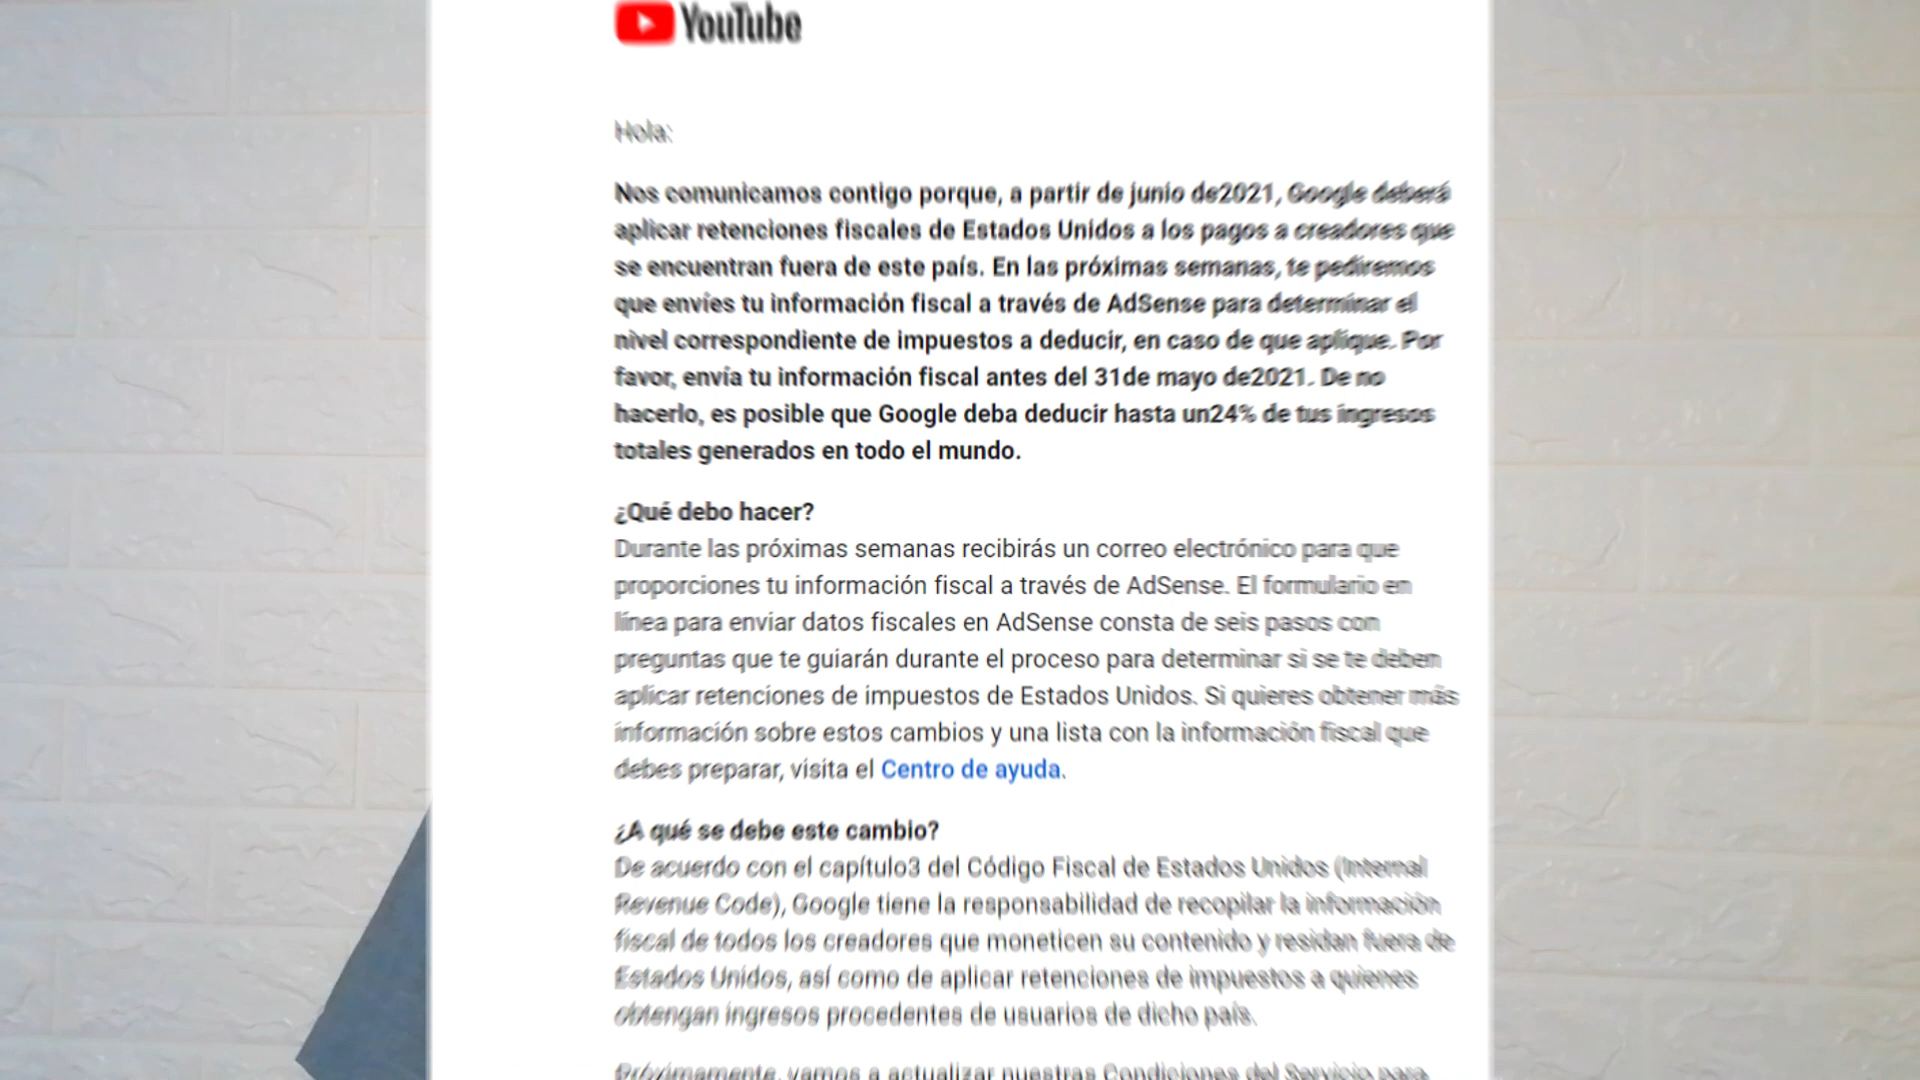 YouTube
Hola:
Nos comunicamos contigo porque, a partir de junio de2021, Google deberá
aplicar retenciones fiscales de Estados Unidos a los pagos a creadores que
se encuentran fuera de este país. En las próximas semanas, te pediremos
que envíes tu información fiscal a través de AdSense para determinar el
nivel correspondiente de impuestos a deducir, en caso de que aplique. Por
favor, envía tu información fiscal antes del 31de mayo de2021. De no
hacerlo, es posible que Google deba deducir hasta un24% de tus ingresos
totales generados en todo el mundo.
¿Qué debo hacer?
Durante las próximas semanas recibirás un correo electrónico para que
proporciones tu información fiscal a través de AdSense. El formulario en
línea para enviar datos fiscales en AdSense consta de seis pasos con
preguntas que te guiarán durante el proceso para determinar si se te deben
aplicar retenciones de impuestos de Estados Unidos. Si quieres obtener más
información sobre estos cambios y una lista con la información fiscal que
debes preparar, visita el Centro de ayuda.
¿A qué se debe este cambio?
De acuerdo con el capítulo3 del Código Fiscal de Estados Unidos (Internal
Revenue Code), Google tiene la responsabilidad de recopilar la información
fiscal de todos los creadores que moneticen su contenido y residan fuera de
Estados Unidos, así como de aplicar retenciones de impuestos a quienes
obtengan ingresos procedentes de usuarios de dicho país.
Próximamente, vamos a actualizar nuestras Condiciones del Servicio para